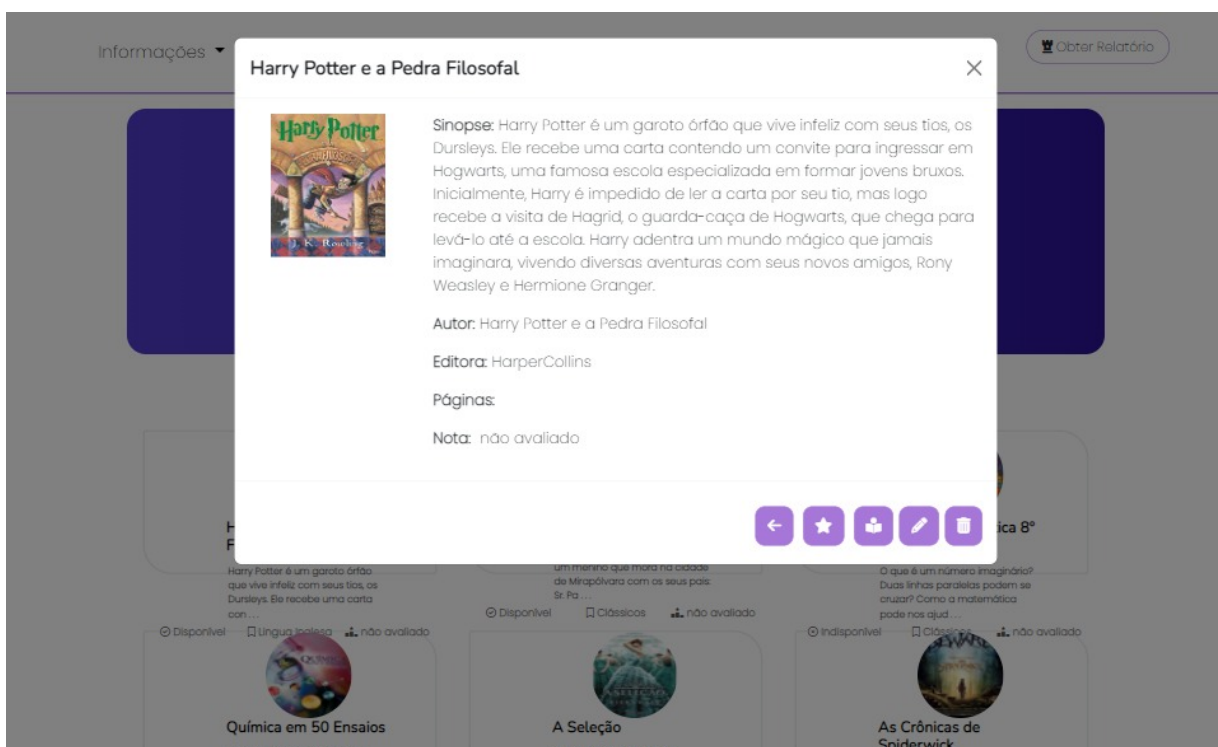 Informações
Obter Relatório
Harry Potter e a Pedra Filosofal
Harry Potter
J. K. Rowling
Sinopse: Harry Potter é um garoto órfão que vive infeliz com seus tios, os
Dursleys. Ele recebe uma carta contendo um convite para ingressar em
Hogwarts, uma famosa escola especializada em formar jovens bruxos.
Inicialmente, Harry é impedido de ler a carta por seu tio, mas logo
recebe a visita de Hagrid, o guarda-caça de Hogwarts, que chega para
levá-lo até a escola. Harry adentra um mundo mágico que jamais
imaginara, vivendo diversas aventuras com seus novos amigos, Rony
Weasley e Hermione Granger.
Autor: Harry Potter e a Pedra Filosofal
Editora: HarperCollins
Páginas:
Nota: não avaliado
H
F
Harry Potter é um garoto órfão
que vive infeliz com seus tios, os
Dursleys. Ele recebe uma carta
con...
Disponível Língua Inglesa não avaliado
um menino que mora na cidade
de Mirapólvara com os seus pais:
Sr. Pa...
Disponível Clássicos não avaliado
ica 8º
O que é um número imaginário?
Duas linhas paralelas podem se
cruzar? Como a matemática
pode nos ajud...
Indisponível Clássicos não avaliado
Química em 50 Ensaios
A SELEÇÃO
A Seleção
As Crônicas de
Spiderwick